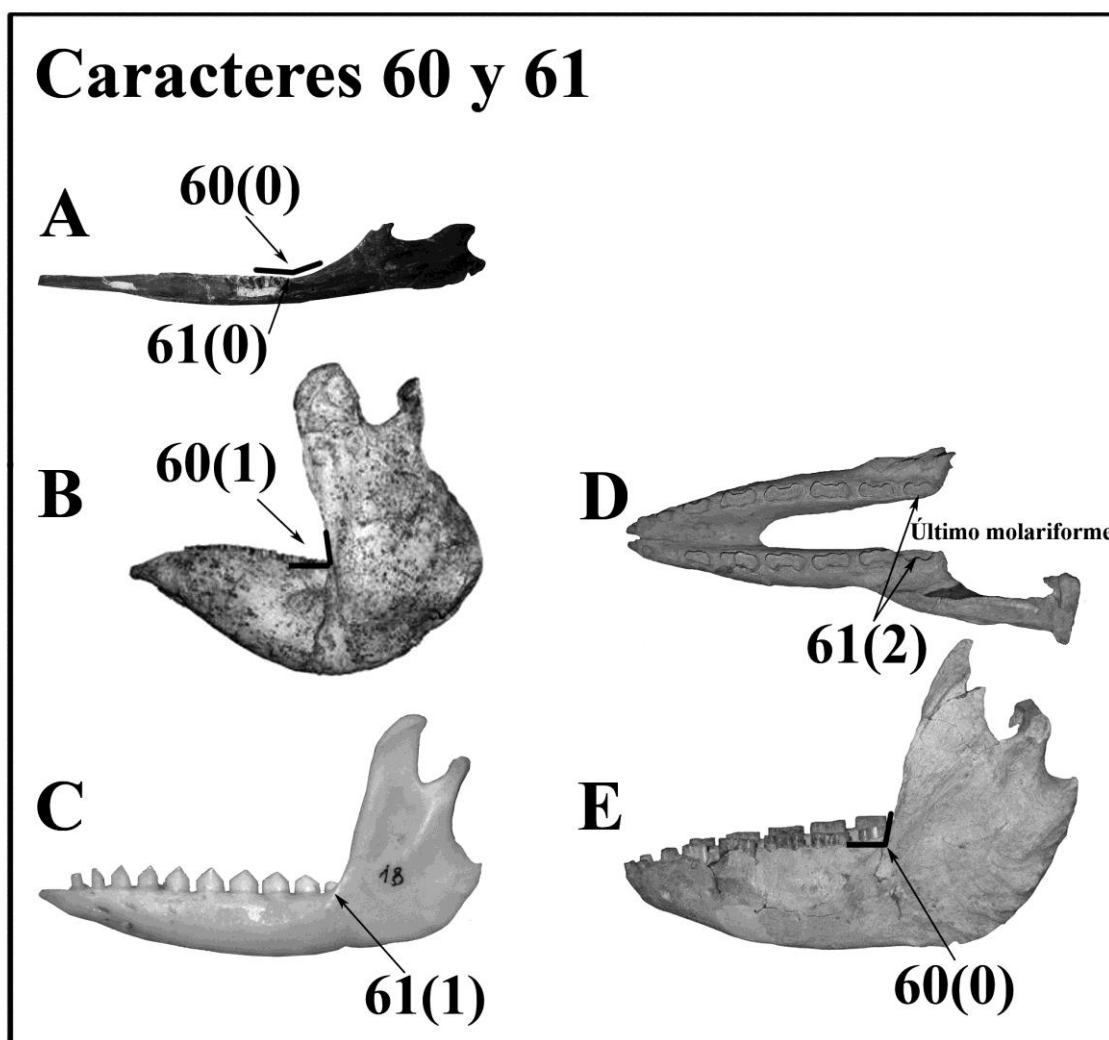 Caracteres 60 y 61
A
60(0)
61(0)
B
60(1)
C
18
61(1)
D
Último molariforme
61(2)
E
60(0)